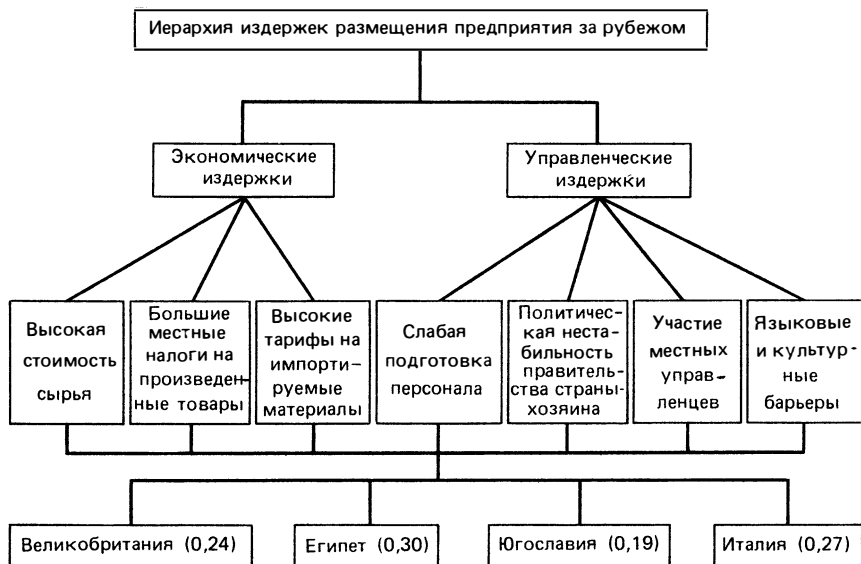 Иерархия издержек размещения предприятия за рубежом
Экономические
издержки
Управленческие
издержки
Высокая
стоимость
сырья
Большие
местные
налоги на
произведен-
ные товары
Высокие
тарифы на
импорти-
руемые
материалы
Слабая
подготовка
персонала
Политичес-
кая неста-
бильность
правитель-
ства страны-
хозяина
Участие
местных
управ-
ленцев
Языковые
и культур-
ные
барьеры
Великобритания (0,24)
Египет (0,30)
Югославия (0,19)
Италия (0,27)